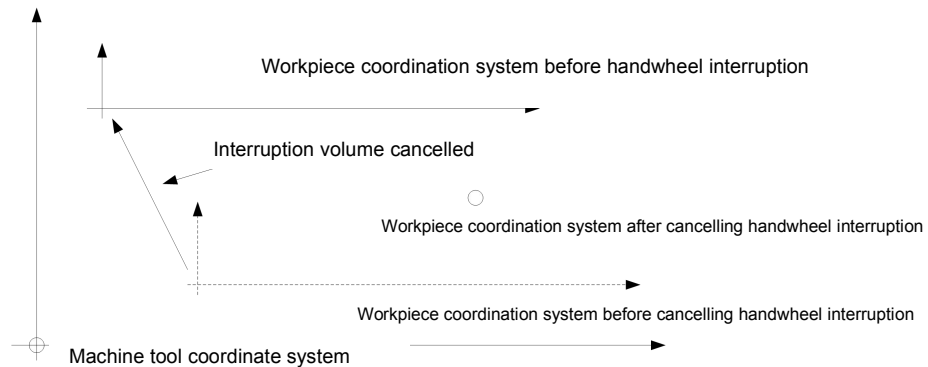 Workpiece coordination system before handwheel interruption
Interruption volume cancelled
Workpiece coordination system after cancelling handwheel interruption
Workpiece coordination system before cancelling handwheel interruption
Machine tool coordinate system